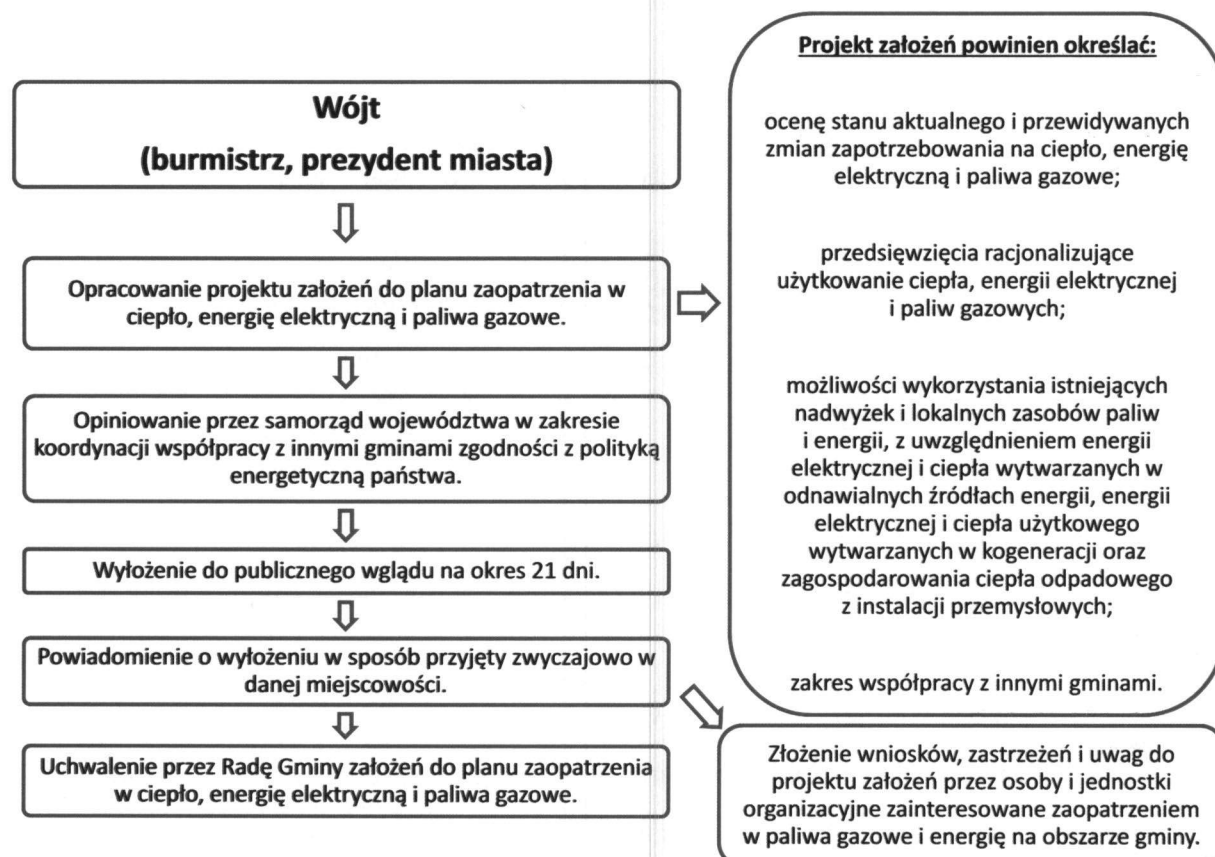 Wójt
(burmistrz, prezydent miasta)
Opracowanie projektu założeń do planu zaopatrzenia w
ciepło, energię elektryczną i paliwa gazowe.
Opiniowanie przez samorząd województwa w zakresie
koordynacji współpracy z innymi gminami zgodności z polityką
energetyczną państwa.
Wyłożenie do publicznego wglądu na okres 21 dni.
Powiadomienie o wyłożeniu w sposób przyjęty zwyczajowo w
danej miejscowości.
Uchwalenie przez Radę Gminy założeń do planu zaopatrzenia
w ciepło, energię elektryczną i paliwa gazowe.
Projekt założeń powinien określać:
ocenę stanu aktualnego i przewidywanych
zmian zapotrzebowania na ciepło, energię
elektryczną i paliwa gazowe;
przedsięwzięcia racjonalizujące
użytkowanie ciepła, energii elektrycznej
i paliw gazowych;
możliwości wykorzystania istniejących
nadwyżek i lokalnych zasobów paliw
i energii, z uwzględnieniem energii
elektrycznej i ciepła wytwarzanych w
odnawialnych źródłach energii, energii
elektrycznej i ciepła użytkowego
wytwarzanych w kogeneracji oraz
zagospodarowania ciepła odpadowego
z instalacji przemysłowych;
zakres współpracy z innymi gminami.
Złożenie wniosków, zastrzeżeń i uwag do
projektu założeń przez osoby i jednostki
organizacyjne zainteresowane zaopatrzeniem
w paliwa gazowe i energię na obszarze gminy.